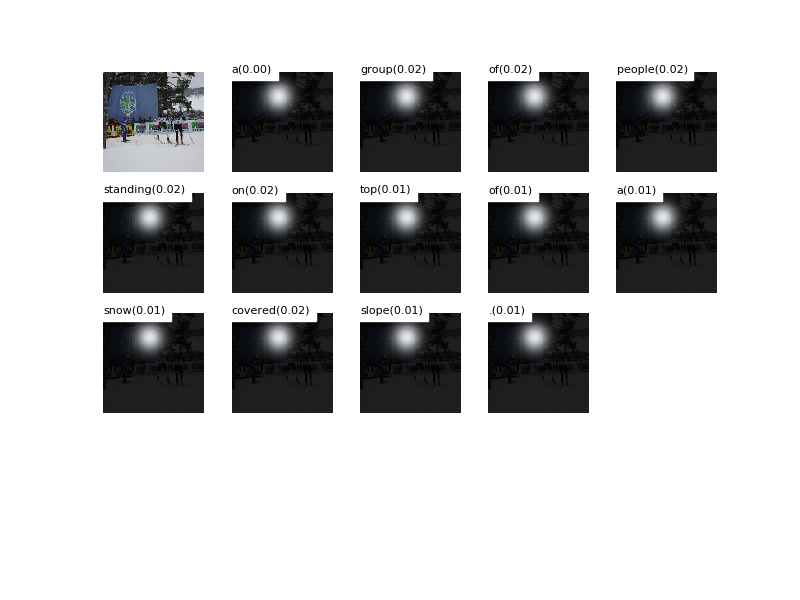 a(0.00) group(0.02) of(0.02) people(0.02)
standing(0.02) on(0.02) top(0.01) of(0.01) a(0.01)
snow(0.01) covered(0.02) slope(0.01) .(0.01)